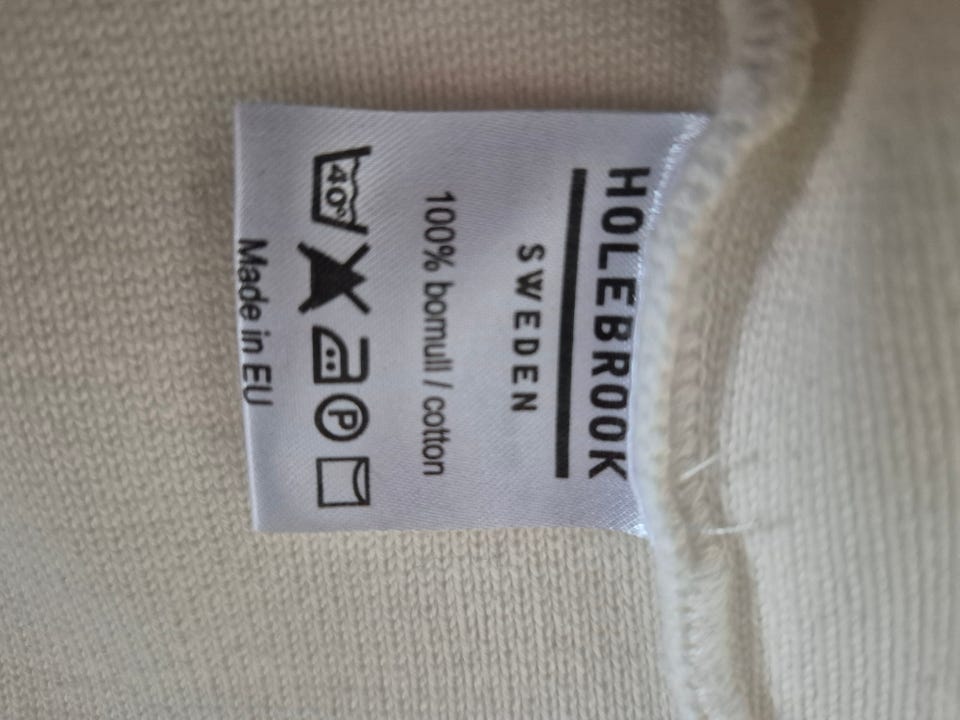 HOLEBROOK
SWEDEN
100% bomull / cotton
40°
P
Made in EU